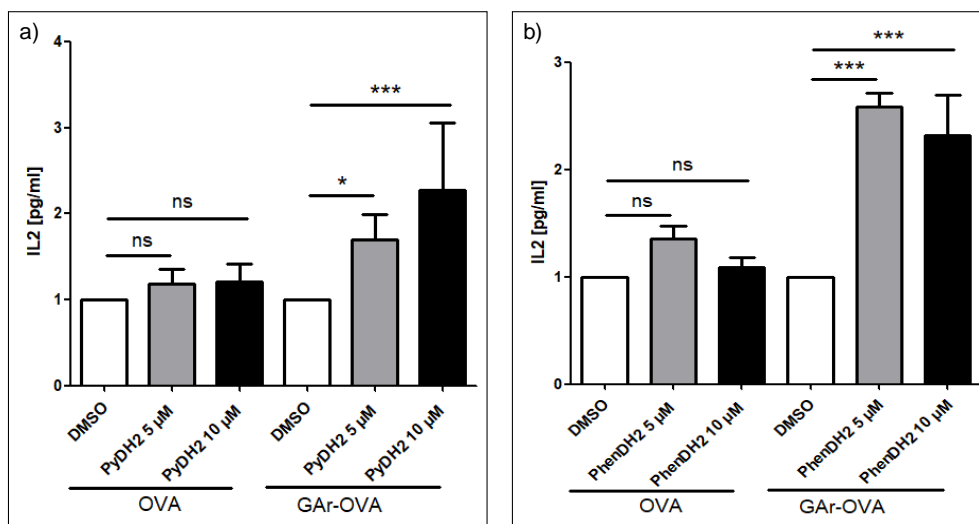 a)
4
3
2
1
0
IL2 [pg/ml]
ns
ns
*
***
DMSO
PyDH2 5 µM
PyDH2 10 µM
DMSO
PyDH2 5 µM
PyDH2 10 µM
OVA
GAr-OVA
b)
3
2
1
0
IL2 [pg/ml]
ns
ns
***
***
DMSO
PhenDH2 5 µM
PhenDH2 10 µM
DMSO
PhenDH2 5 µM
PhenDH2 10 µM
OVA
GAr-OVA